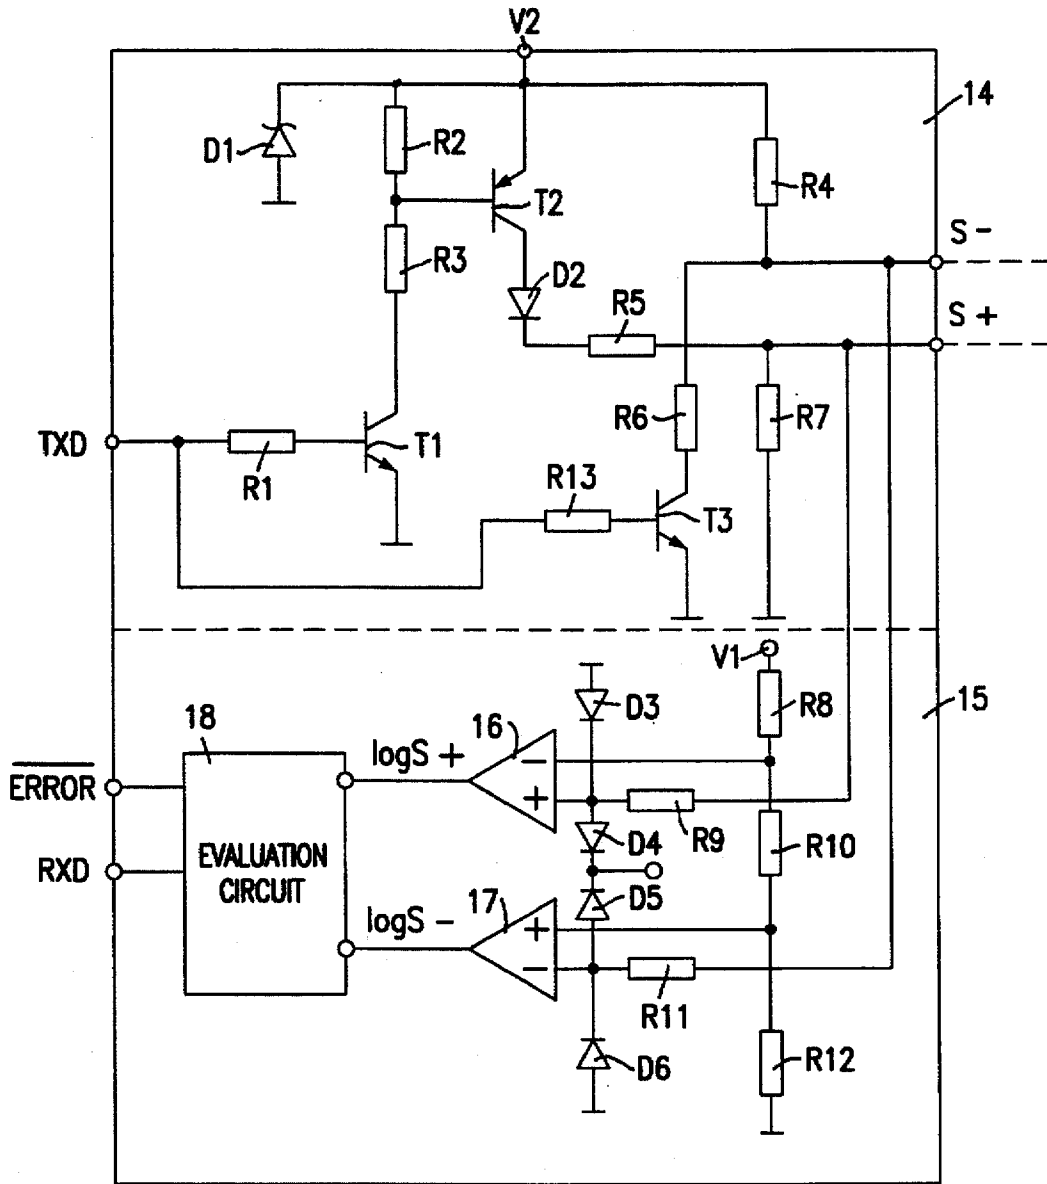 V2
14
D1
R2
T2
R4
S -
R3
D2
R5
S +
R6
R7
TXD
R1
T1
R13
T3
V1
15
R8
D3
18
16
logS +
−
+
ERROR
R9
D4
R10
RXD
EVALUATION
CIRCUIT
17
D5
logS -
+
−
R11
D6
R12